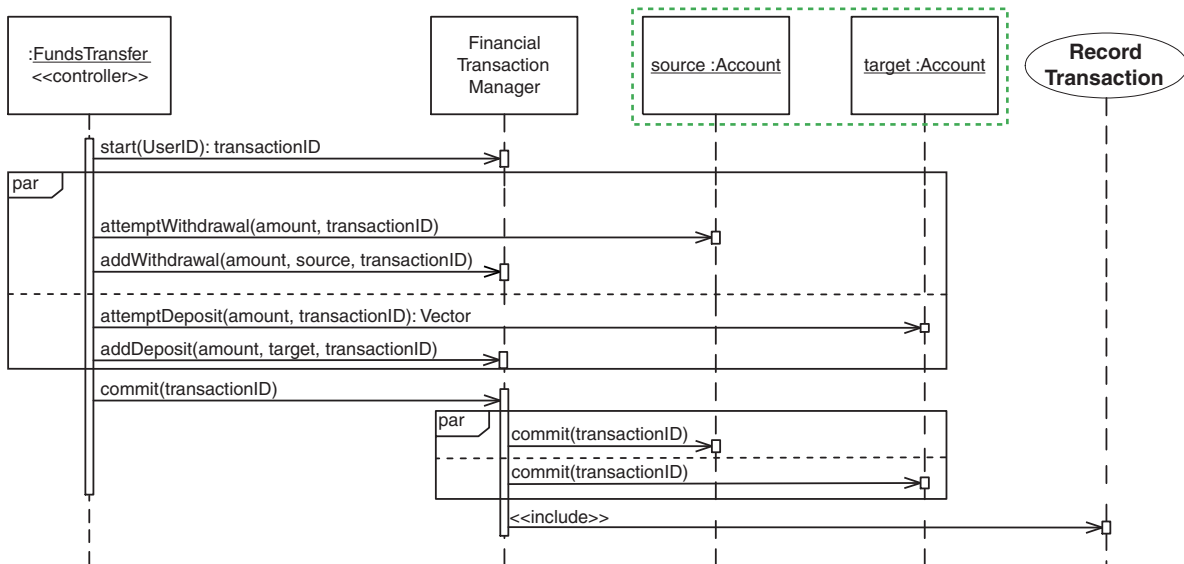 :FundsTransfer
<<controller>>
Financial
Transaction
Manager
source :Account
target :Account
Record
Transaction
start(UserID): transactionID
par
attemptWithdrawal(amount, transactionID)
addWithdrawal(amount, source, transactionID)
attemptDeposit(amount, transactionID): Vector
addDeposit(amount, target, transactionID)
commit(transactionID)
par
commit(transactionID)
commit(transactionID)
<<include>>